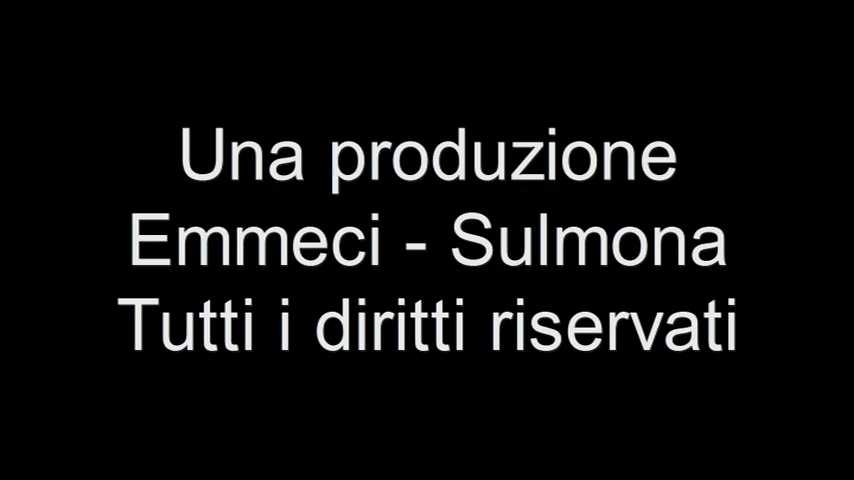 Una produzione
Emmeci - Sulmona
Tutti i diritti riservati